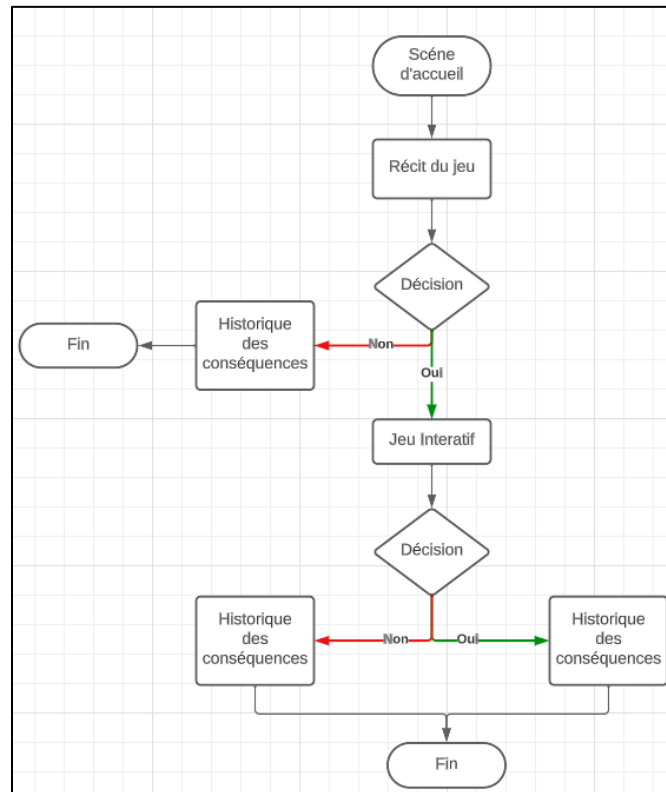 Scéne
d'accueil
Récit du jeu
Décision
Historique
des
conséquences
Fin
Non
Oui
Jeu Interatif
Décision
Historique
des
conséquences
Non
Oui
Historique
des
conséquences
Fin